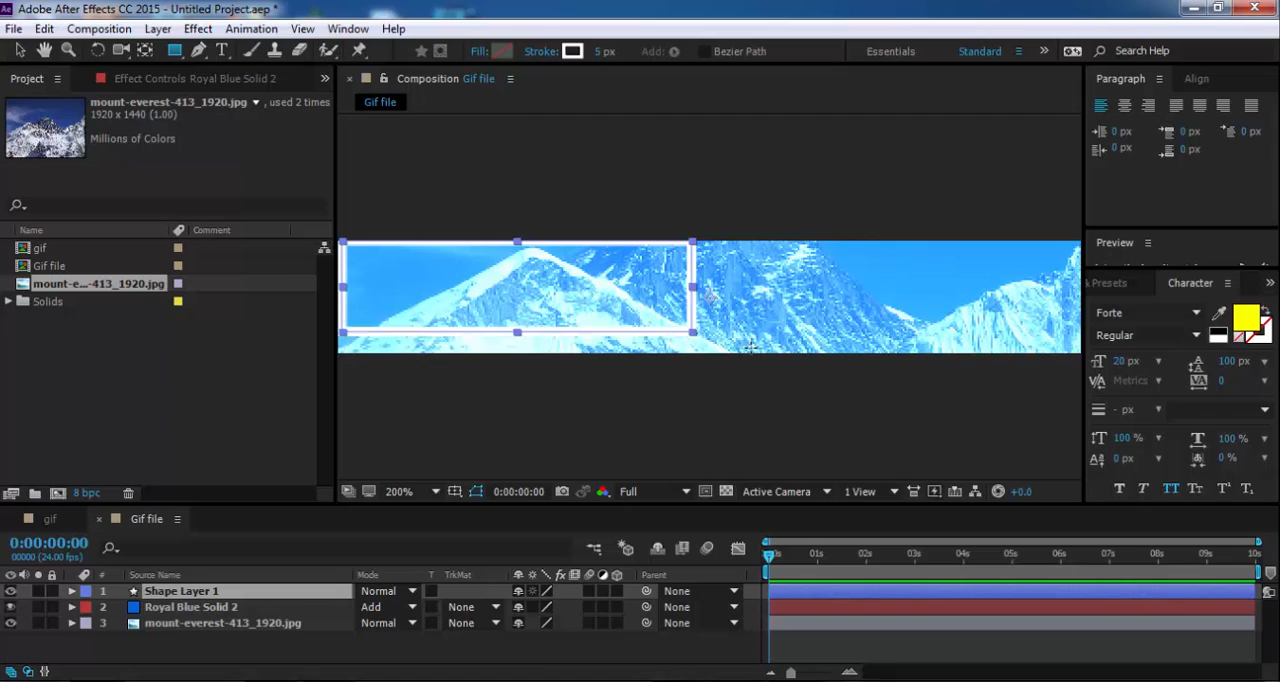 Adobe After Effects CC 2015 - Untitled Project.aep *
File Edit Composition Layer Effect Animation View Window Help
Fill: Stroke: 5 px Add: Bezier Path Essentials Standard Search Help
Project Effect Controls Royal Blue Solid 2
Composition Gif file
Paragraph Align
mount-everest-413_1920.jpg , used 2 times
1920 x 1440 (1.00)
Millions of Colors
Gif file
0 px 0 px 0 px
0 px 0 px
Name Comment
gif
Gif file
mount-e...-413_1920.jpg
Solids
Preview
Presets Character
Forte
Regular
20 px 100 px
Metrics 0
- px
100 % 100 %
0 px 0 %
8 bpc
200% 0:00:00:00 Full Active Camera 1 View +0.0
gif Gif file
0:00:00:00
00000 (24.00 fps)
01s 02s 03s 04s 05s 06s 07s 08s 09s 10s
# Source Name Mode T TrkMat Parent
1 Shape Layer 1 Normal None
2 Royal Blue Solid 2 Add None None
3 mount-everest-413_1920.jpg Normal None None